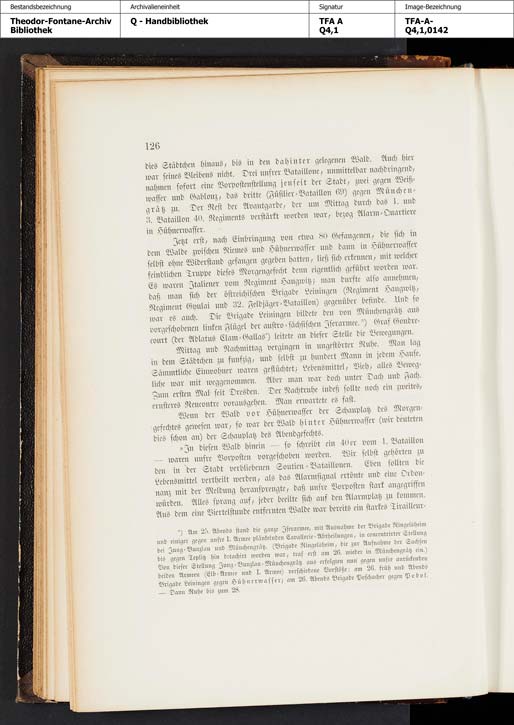 Bestandsbezeichnung
Theodor-Fontane-Archiv
Bibliothek
Archivalieneinheit
Q - Handbibliothek
Signatur
TFA A
Q4,1
Image-Bezeichnung
TFA-A-
Q4,1,0142
126
dies Städtchen hinaus, bis in den dahinter gelegenen Wald. Auch hier
war seines Bleibens nicht. Drei unsrer Bataillone, unmittelbar nachdringend,
nahmen sofort eine Vorpostenstellung jenseit der Stadt, zwei gegen Weiß-
wasser und Gablonz, das dritte (Füsilier-Bataillon 69) gegen München-
grätz zu. Der Rest der Avantgarde, der um Mittag durch das 1. und
3. Bataillon 40. Regiments verstärkt worden war, bezog Alarm-Quartiere
in Hühnerwasser.
Jetzt erst, nach Einbringung von etwa 80 Gefangenen, die sich in
dem Walde zwischen Niemes und Hühnerwasser und dann in Hühnerwasser
selbst ohne Widerstand gefangen gegeben hatten, ließ sich erkennen, mit welcher
feindlichen Truppe dieses Morgengefecht denn eigentlich geführt worden war.
Es waren Italiener vom Regiment Haugwitz; man durfte also annehmen,
daß man sich der östreichischen Brigade Leiningen (Regiment Haugwitz,
Regiment Gyulai und 32. Feldjäger-Bataillon) gegenüber befinde. Und so
war es auch. Die Brigade Leiningen bildete den von Münchengrätz aus
vorgeschobenen linken Flügel der austro-sächsischen Iserarmee.*) Graf Gondre-
court (der Adlatus Clam-Gallas') leitete an dieser Stelle die Bewegungen.
Mittag und Nachmittag vergingen in ungestörter Ruhe. Man lag
in dem Städtchen zu funfzig, und selbst zu hundert Mann in jedem Hause.
Sämmtliche Einwohner waren geflüchtet; Lebensmittel, Vieh, alles Beweg-
liche war mit weggenommen. Aber man war doch unter Dach und Fach.
Zum ersten Mal seit Dresden. Der Nachtruhe indeß sollte noch ein zweites,
ernsteres Rencontre vorausgehen. Man erwartete es fast.
Wenn der Wald vor Hühnerwasser der Schauplatz des Morgen-
gefechtes gewesen war, so war der Wald hinter Hühnerwasser (wir deuteten
dies schon an) der Schauplatz des Abendgefechts.
»In diesen Wald hinein — so schreibt ein 40er vom 1. Bataillon
— waren unsre Vorposten vorgeschoben worden. Wir selbst gehörten zu
den in der Stadt verbliebenen Soutien-Bataillonen. Eben sollten die
Lebensmittel vertheilt werden, als das Alarmsignal ertönte und eine Ordon-
nanz mit der Meldung heransprengte, daß unsre Vorposten stark angegriffen
würden. Alles sprang auf; jeder beeilte sich auf den Alarmplatz zu kommen.
Aus dem eine Viertelstunde entfernten Walde war bereits ein starkes Tirailleur-
*) Am 25. Abends stand die ganze Iserarmee, mit Ausnahme der Brigade Ringelsheim
und einiger gegen unsre I. Armee plänkelnden Cavallerie-Abtheilungen, in concentrirter Stellung
bei Jung-Bunzlau und Münchengrätz. (Brigade Ringelsheim, die zur Aufnahme der Sachsen
bis gegen Teplitz hin detachirt worden war, traf erst am 26. wieder in Münchengrätz ein.)
Von dieser Stellung Jung-Bunzlau-Münchengrätz aus erfolgten nun gegen unsre anrückenden
beiden Armeen (Elb-Armee und I. Armee) verschiedene Vorstöße: am 26. früh und Abends
Brigade Leiningen gegen Hühnerwasser; am 26. Abends Brigade Poschacher gegen Podol.
— Dann Ruhe bis zum 28.